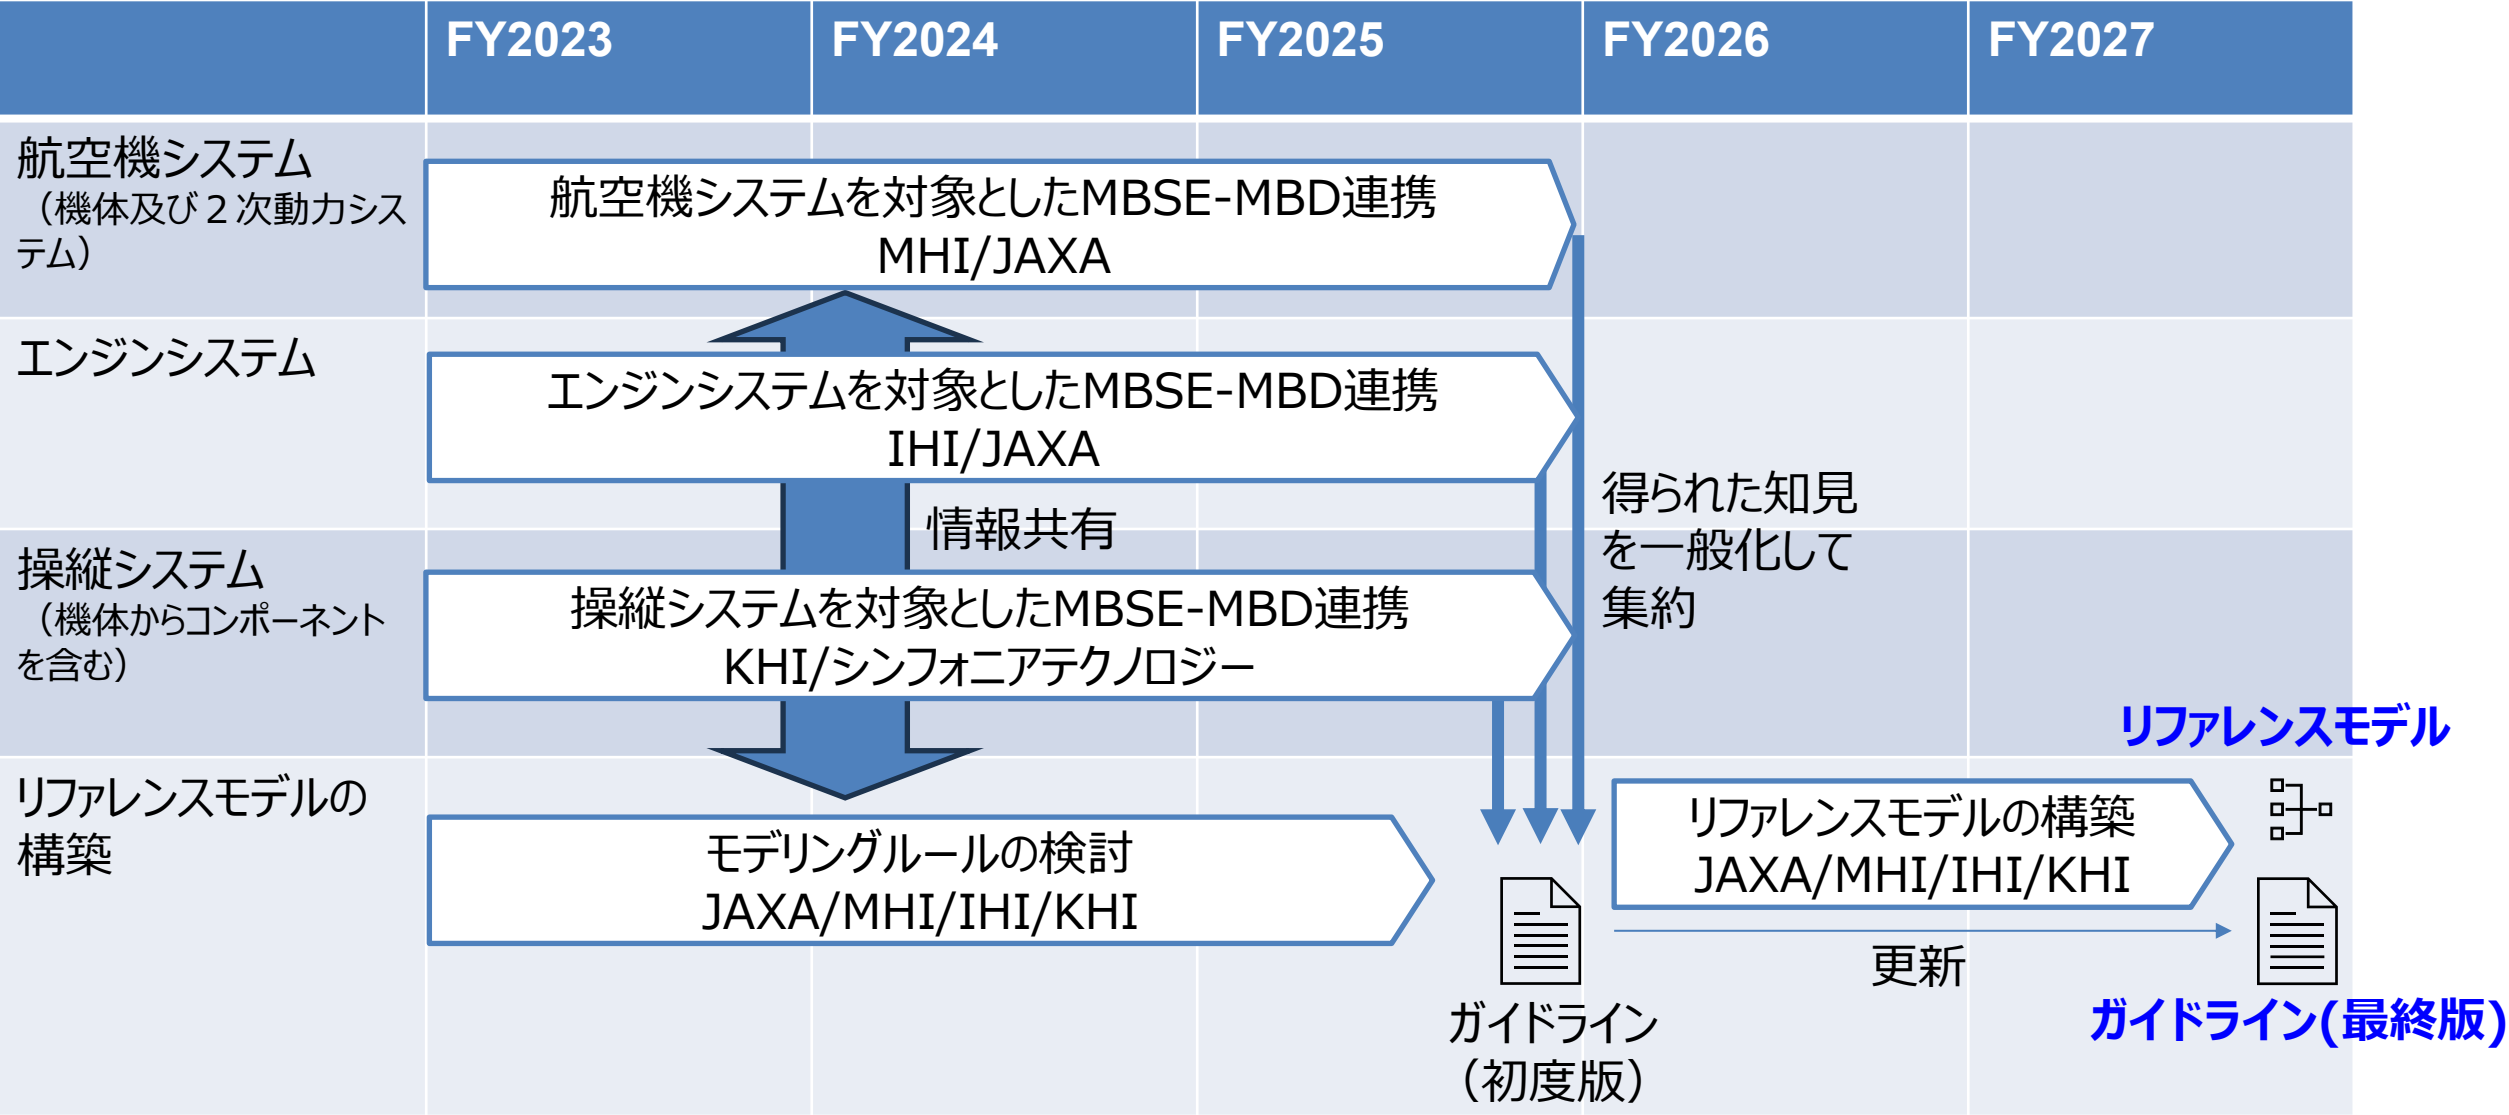 FY2023
FY2024
FY2025
FY2026
FY2027
航空機システム
（機体及び２次動力シス
テム）
航空機システムを対象としたMBSE-MBD連携
MHI/JAXA
エンジンシステム
エンジンシステムを対象としたMBSE-MBD連携
IHI/JAXA
情報共有
得られた知見
を一般化して
集約
操縦システム
（機体からコンポーネント
を含む）
操縦システムを対象としたMBSE-MBD連携
KHI/シンフォニアテクノロジー
リファレンスモデル
リファレンスモデルの
構築
モデリングルールの検討
JAXA/MHI/IHI/KHI
リファレンスモデルの構築
JAXA/MHI/IHI/KHI
更新
ガイドライン
（初度版）
ガイドライン(最終版)